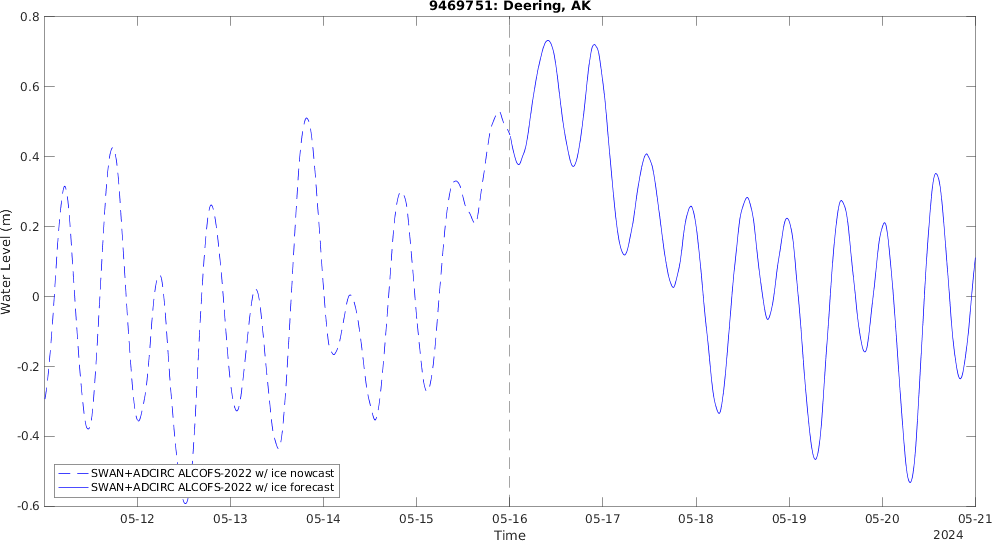 9469751: Deering, AK
0.8
0.6
0.4
0.2
0
-0.2
-0.4
-0.6
Water Level (m)
SWAN+ADCIRC ALCOFS-2022 w/ ice nowcast
SWAN+ADCIRC ALCOFS-2022 w/ ice forecast
05-12 05-13 05-14 05-15 05-16 05-17 05-18 05-19 05-20 05-21
Time
2024